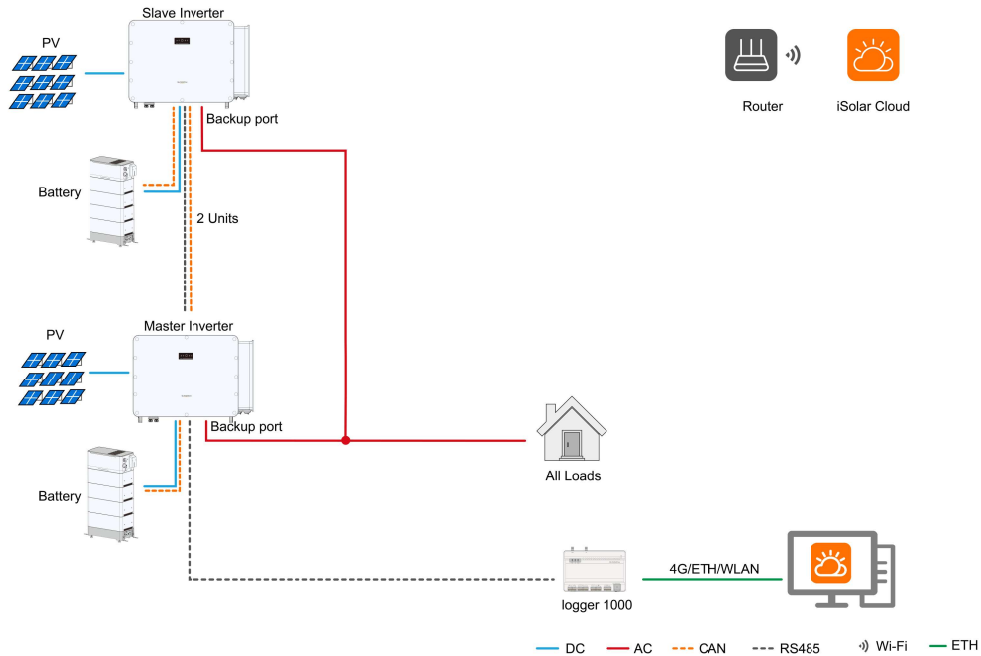 Slave Inverter
PV
Router
iSolar Cloud
Backup port
Battery
2 Units
Master Inverter
PV
Backup port
All Loads
Battery
4G/ETH/WLAN
logger 1000
DC
AC
CAN
RS485
Wi-Fi
ETH